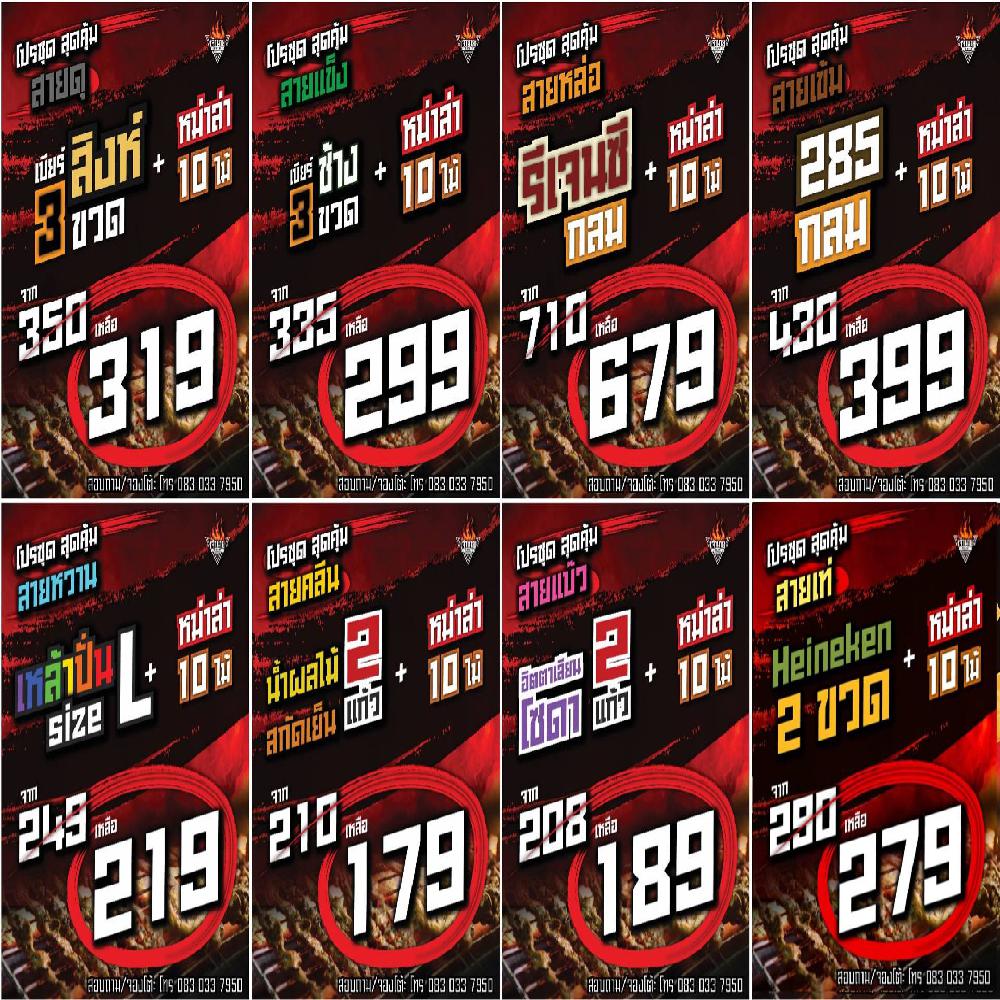 โปรชุด สุดคุ้ม
สายดุ
เบียร์ สิงห์
3 ขวด
+
หม่าล่า
10 ไม้
จาก
350
เหลือ
319
สอบถาม/จองโต๊ะ โทร 083 033 7950
โปรชุด สุดคุ้ม
สายแข็ง
เบียร์ ช้าง
3 ขวด
+
หม่าล่า
10 ไม้
จาก
335
เหลือ
299
สอบถาม/จองโต๊ะ โทร 083 033 7950
โปรชุด สุดคุ้ม
สายหล่อ
รีเจนซี
กลม
+
หม่าล่า
10 ไม้
จาก
710
เหลือ
679
สอบถาม/จองโต๊ะ โทร 083 033 7950
โปรชุด สุดคุ้ม
สายเข้ม
285
กลม
+
หม่าล่า
10 ไม้
จาก
430
เหลือ
399
สอบถาม/จองโต๊ะ โทร 083 033 7950
โปรชุด สุดคุ้ม
สายหวาน
เหล้าปั่น
size L
+
หม่าล่า
10 ไม้
จาก
249
เหลือ
219
สอบถาม/จองโต๊ะ โทร 083 033 7950
โปรชุด สุดคุ้ม
สายคลีน
น้ำผลไม้ 2
สกัดเย็น แก้ว
+
หม่าล่า
10 ไม้
จาก
210
เหลือ
179
สอบถาม/จองโต๊ะ โทร 083 033 7950
โปรชุด สุดคุ้ม
สายแบ๊ว
อิตตาเลียน 2
โซดา แก้ว
+
หม่าล่า
10 ไม้
จาก
208
เหลือ
189
สอบถาม/จองโต๊ะ โทร 083 033 7950
โปรชุด สุดคุ้ม
สายเท่
Heineken
2 ขวด
+
หม่าล่า
10 ไม้
จาก
290
เหลือ
279
สอบถาม/จองโต๊ะ โทร 083 033 7950